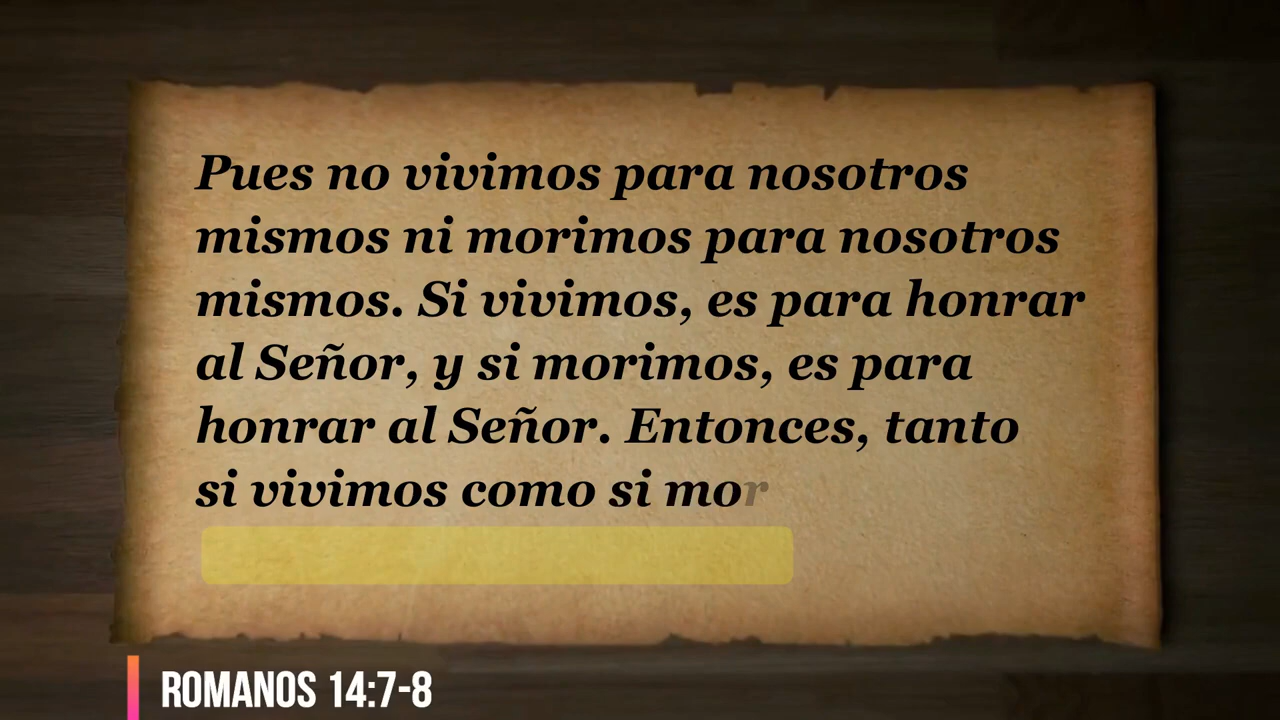 Pues no vivimos para nosotros
mismos ni morimos para nosotros
mismos. Si vivimos, es para honrar
al Señor, y si morimos, es para
honrar al Señor. Entonces, tanto
si vivimos como si mor
ROMANOS 14:7-8